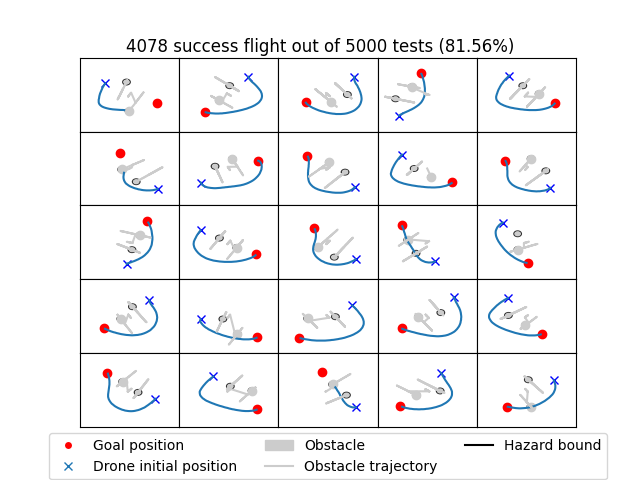 4078 success flight out of 5000 tests (81.56%)
Goal position
Drone initial position
Obstacle
Obstacle trajectory
Hazard bound